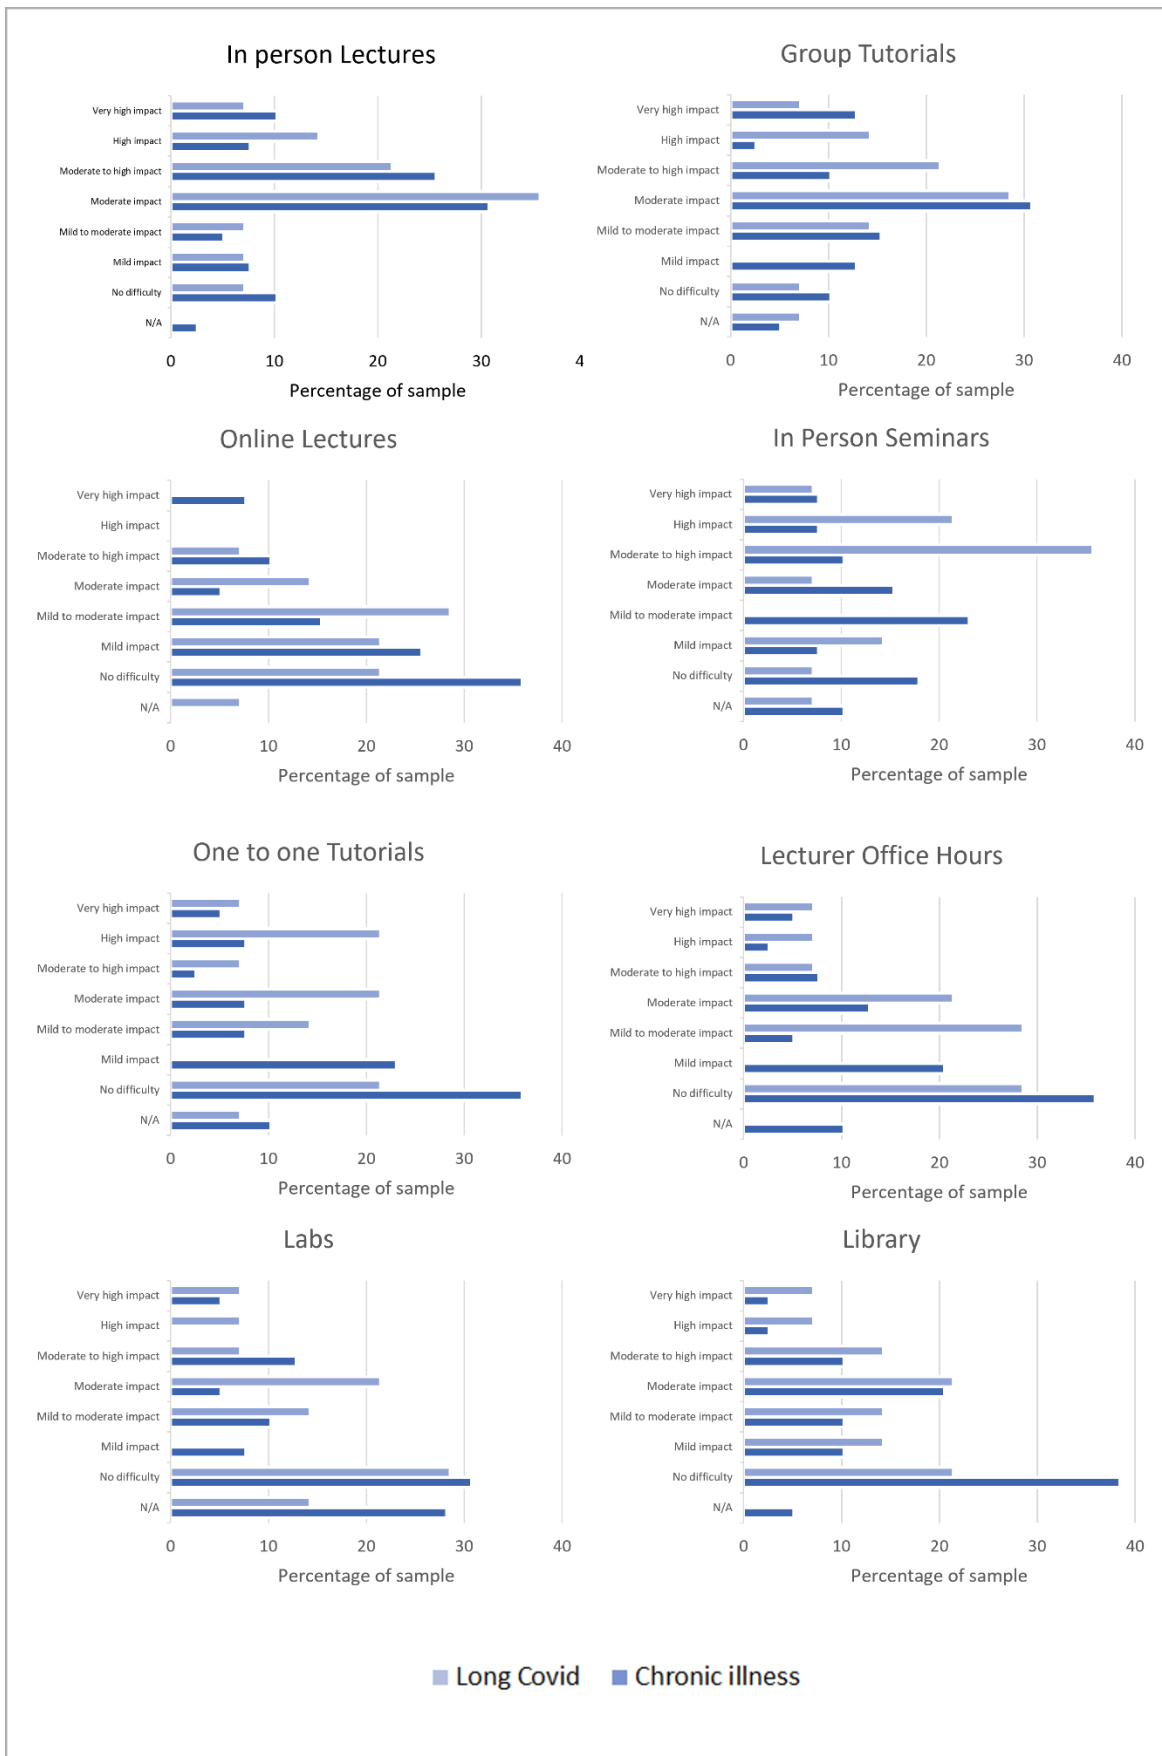 In person Lectures
Very high impact
High impact
Moderate to high impact
Moderate impact
Mild to moderate impact
Mild impact
No difficulty
N/A
0 10 20 30 4
Percentage of sample
Group Tutorials
Very high impact
High impact
Moderate to high impact
Moderate impact
Mild to moderate impact
Mild impact
No difficulty
N/A
0 10 20 30 40
Percentage of sample
Online Lectures
Very high impact
High impact
Moderate to high impact
Moderate impact
Mild to moderate impact
Mild impact
No difficulty
N/A
0 10 20 30 40
Percentage of sample
In Person Seminars
Very high impact
High impact
Moderate to high impact
Moderate impact
Mild to moderate impact
Mild impact
No difficulty
N/A
0 10 20 30 40
Percentage of sample
One to one Tutorials
Very high impact
High impact
Moderate to high impact
Moderate impact
Mild to moderate impact
Mild impact
No difficulty
N/A
0 10 20 30 40
Percentage of sample
Lecturer Office Hours
Very high impact
High impact
Moderate to high impact
Moderate impact
Mild to moderate impact
Mild impact
No difficulty
N/A
0 10 20 30 40
Percentage of sample
Labs
Very high impact
High impact
Moderate to high impact
Moderate impact
Mild to moderate impact
Mild impact
No difficulty
N/A
0 10 20 30 40
Percentage of sample
Library
Very high impact
High impact
Moderate to high impact
Moderate impact
Mild to moderate impact
Mild impact
No difficulty
N/A
0 10 20 30 40
Percentage of sample
Long Covid Chronic illness